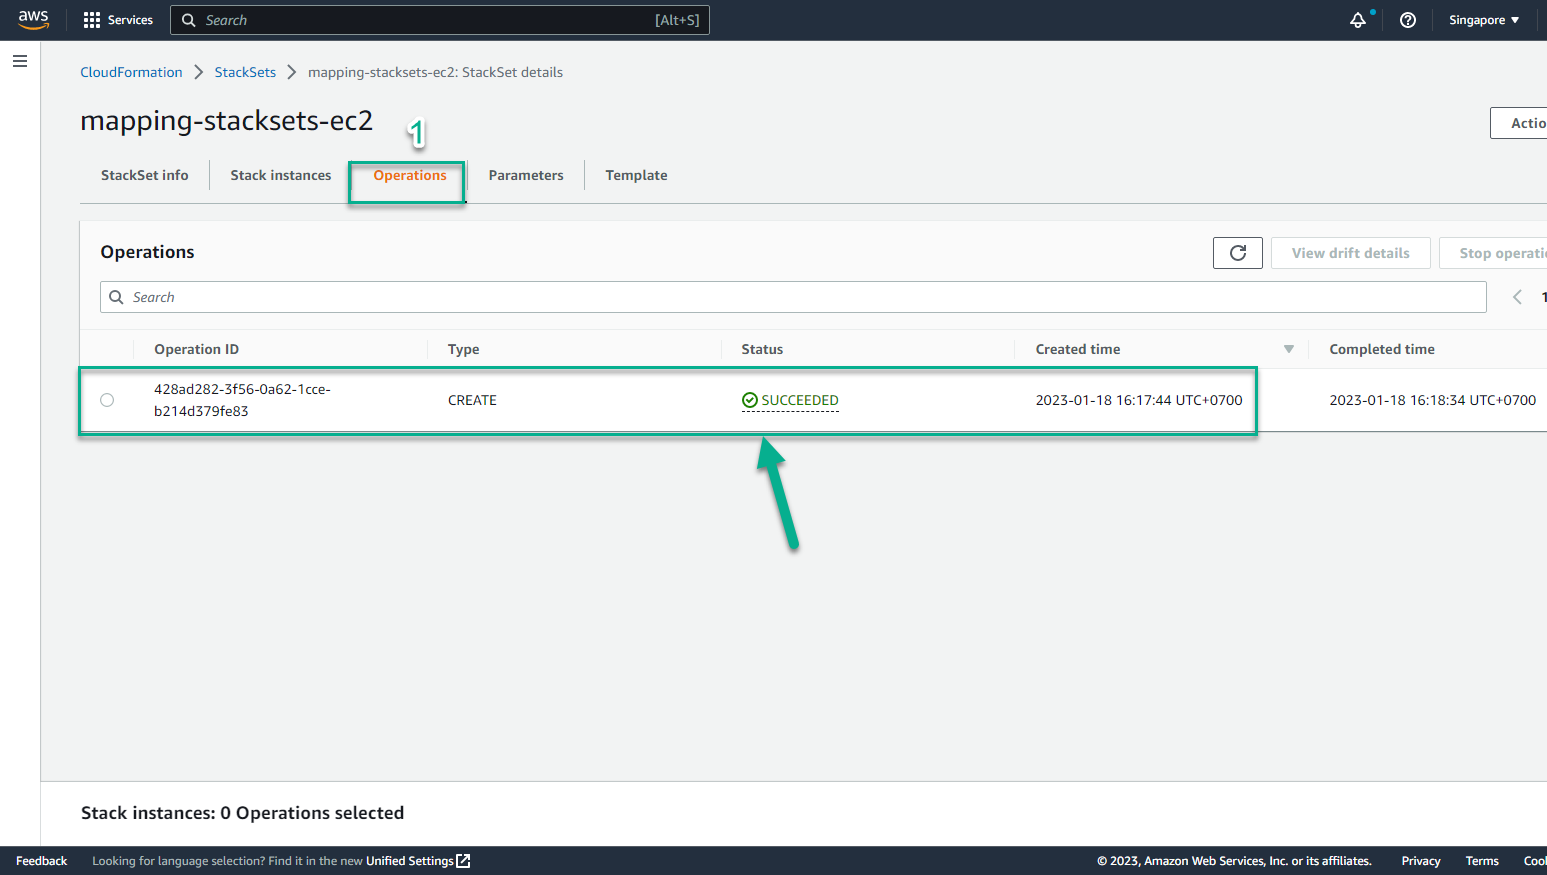 aws
Services
Search
[Alt+S]
Singapore
CloudFormation
StackSets
mapping-stacksets-ec2: StackSet details
mapping-stacksets-ec2
1
Actio
StackSet info
Stack instances
Operations
Parameters
Template
Operations
View drift details
Stop operati
Search
1
Operation ID
Type
Status
Created time
Completed time
428ad282-3f56-0a62-1cce-
b214d379fe83
CREATE
SUCCEEDED
2023-01-18 16:17:44 UTC+0700
2023-01-18 16:18:34 UTC+0700
Stack instances: 0 Operations selected
Feedback
Looking for language selection? Find it in the new Unified Settings
© 2023, Amazon Web Services, Inc. or its affiliates.
Privacy
Terms
Cool